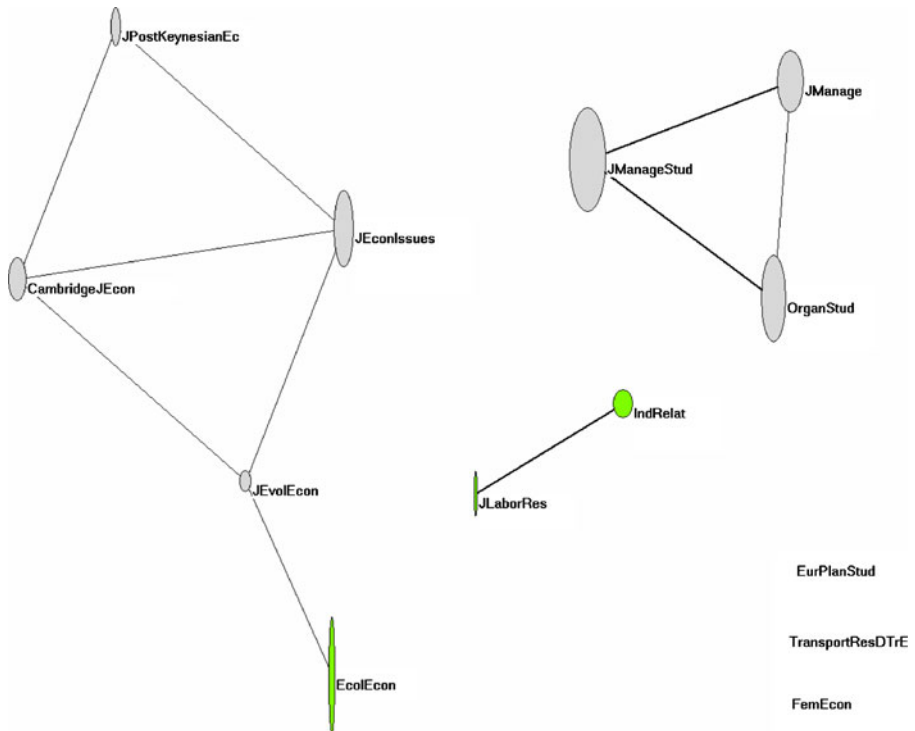 JPostKeynesianEc
JManage
JManageStud
JEconIssues
CambridgeJEcon
OrganStud
IndRelat
JEvolEcon
JLaborRes
EurPlanStud
TransportResDTrE
EcolEcon
FemEcon